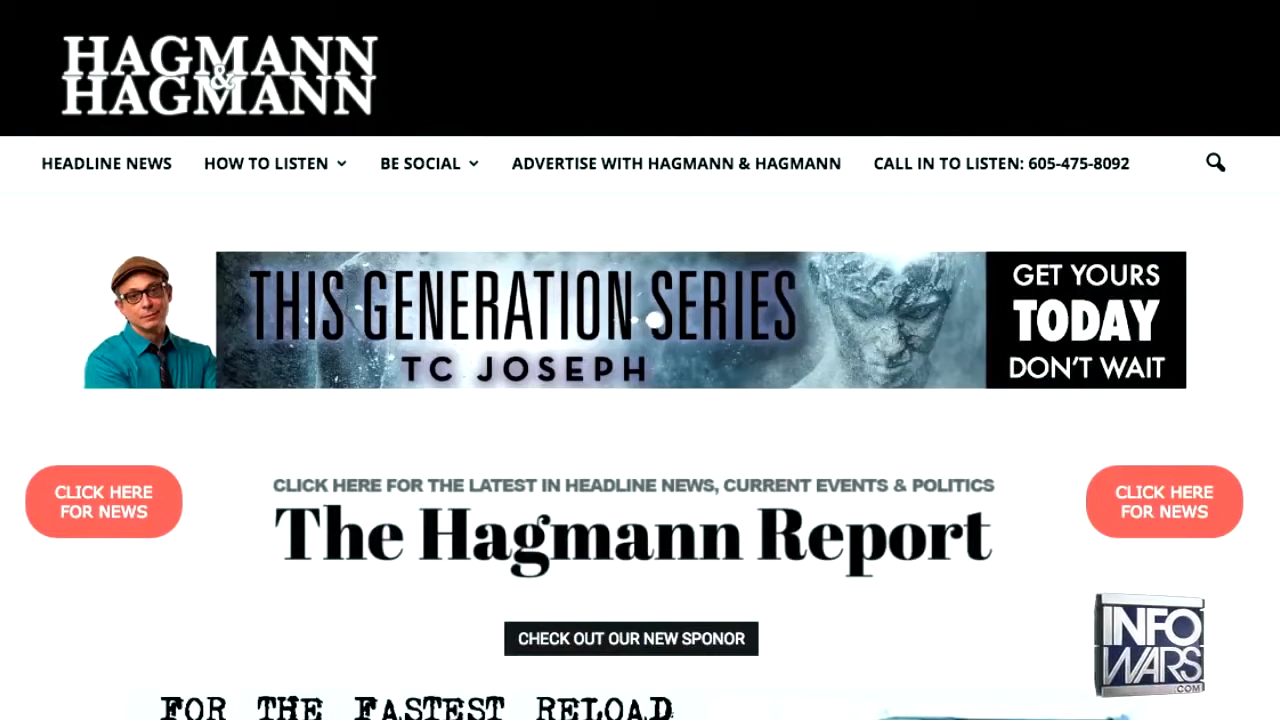 HAGMANN
&
HAGMANN
HEADLINE NEWS HOW TO LISTEN BE SOCIAL ADVERTISE WITH HAGMANN & HAGMANN CALL IN TO LISTEN: 605-475-8092
THIS GENERATION SERIES
TC JOSEPH
GET YOURS
TODAY
DON'T WAIT
CLICK HERE
FOR NEWS
CLICK HERE FOR THE LATEST IN HEADLINE NEWS, CURRENT EVENTS & POLITICS
The Hagmann Report
CLICK HERE
FOR NEWS
CHECK OUT OUR NEW SPONOR
INFO
WARS
.COM
FOR THE FASTEST RELOAD